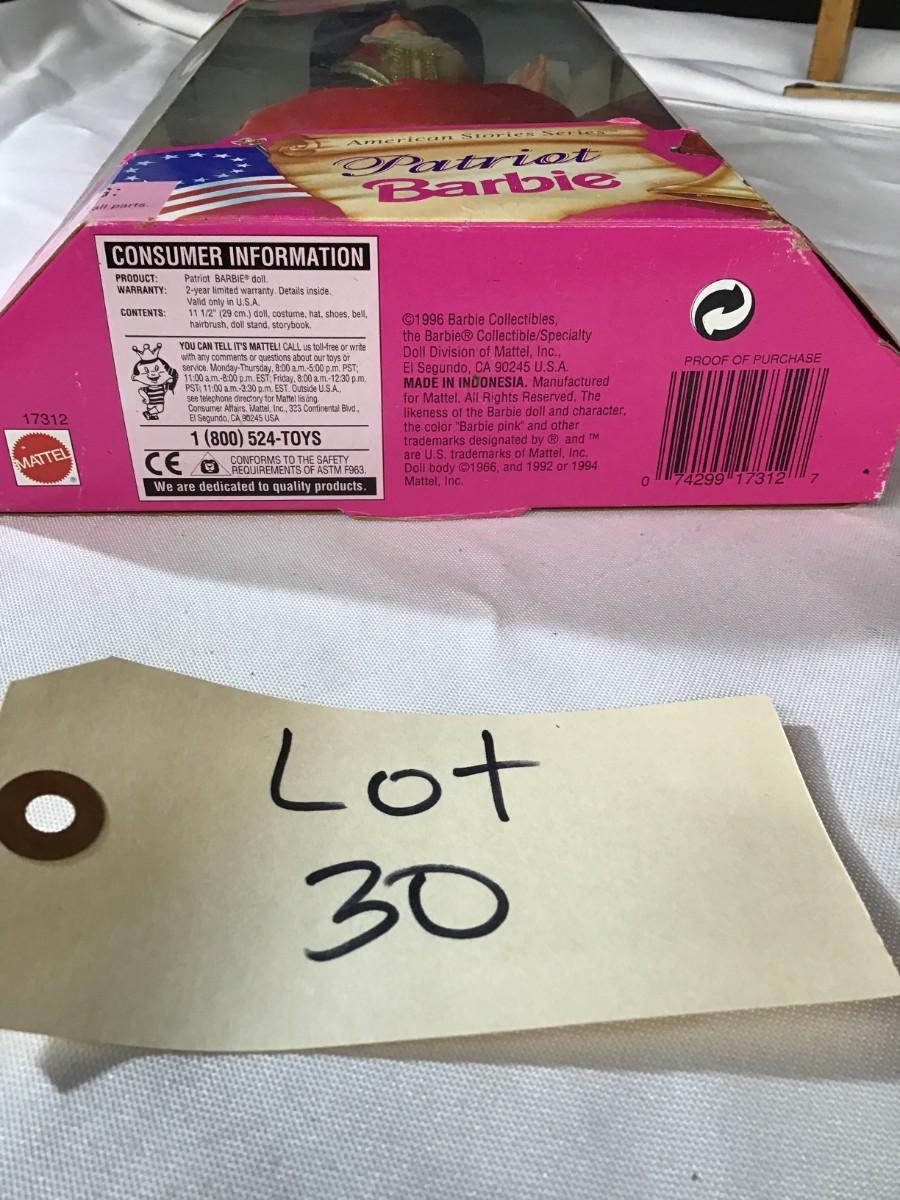 American Stories Series
Patriot
Barbie
all parts.
CONSUMER INFORMATION
PRODUCT: Patriot BARBIE® doll.
WARRANTY: 2-year limited warranty. Details inside.
Valid only in U.S.A.
CONTENTS: 11 1/2" (29 cm.) doll, costume, hat, shoes, bell,
hairbrush, doll stand, storybook.
YOU CAN TELL IT'S MATTEL! CALL us toll-free or write
with any comments or questions about our toys or
service. Monday-Thursday, 8:00 a.m.-5:00 p.m. PST;
11:00 a.m.-8:00 p.m. EST; Friday, 8:00 a.m.-12:30 p.m.
PST; 11:00 a.m.-3:30 p.m. EST. Outside U.S.A.,
see telephone directory for Mattel listing.
Consumer Affairs, Mattel, Inc., 333 Continental Blvd.,
El Segundo, CA 90245 USA
1 (800) 524-TOYS
CE CONFORMS TO THE SAFETY
REQUIREMENTS OF ASTM F963.
We are dedicated to quality products.
17312
MATTEL®
©1996 Barbie Collectibles,
the Barbie® Collectible/Specialty
Doll Division of Mattel, Inc.,
El Segundo, CA 90245 U.S.A.
MADE IN INDONESIA. Manufactured
for Mattel. All Rights Reserved. The
likeness of the Barbie doll and character,
the color "Barbie pink" and other
trademarks designated by ® and ™
are U.S. trademarks of Mattel, Inc.
Doll body ©1966, and 1992 or 1994
Mattel, Inc.
PROOF OF PURCHASE
0 74299 17312 7
Lot
30